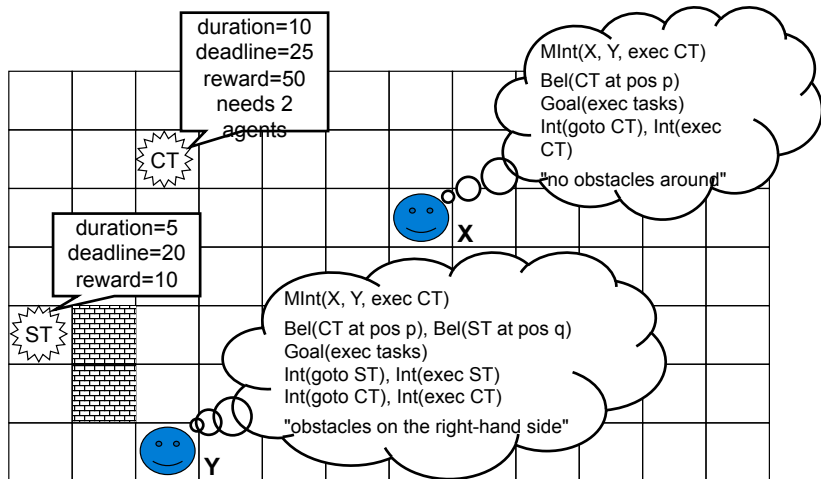 duration=10
deadline=25
reward=50
needs 2
agents
CT
MInt(X, Y, exec CT)
Bel(CT at pos p)
Goal(exec tasks)
Int(goto CT), Int(exec
CT)
"no obstacles around"
X
duration=5
deadline=20
reward=10
ST
MInt(X, Y, exec CT)
Bel(CT at pos p), Bel(ST at pos q)
Goal(exec tasks)
Int(goto ST), Int(exec ST)
Int(goto CT), Int(exec CT)
"obstacles on the right-hand side"
Y